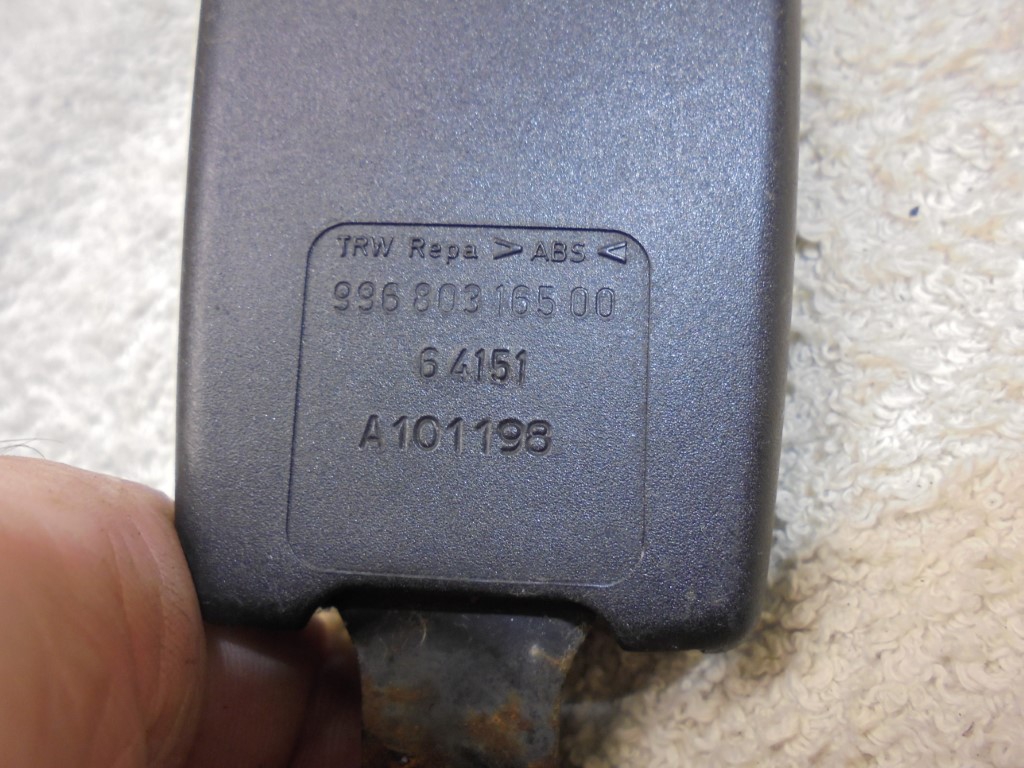 TRW Repa > ABS <
996 803 165 00
6 4151
A101198